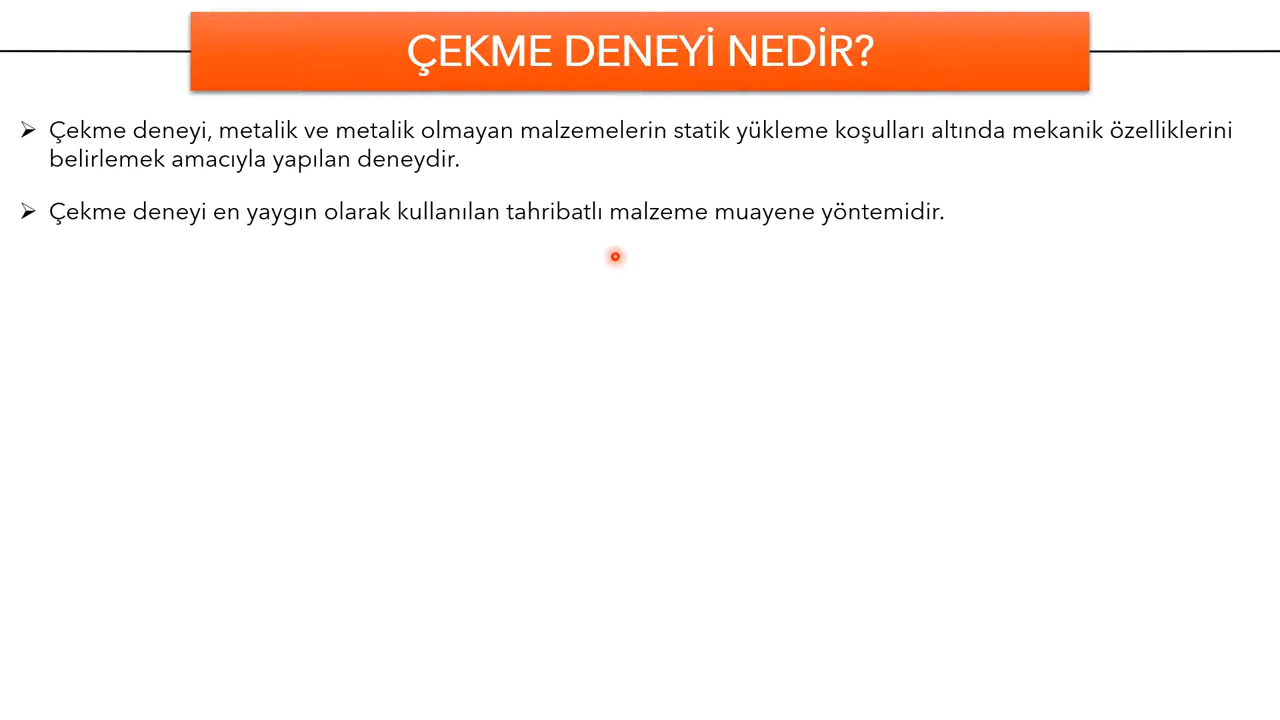 ÇEKME DENEYİ NEDİR?
➢ Çekme deneyi, metalik ve metalik olmayan malzemelerin statik yükleme koşulları altında mekanik özelliklerini
belirlemek amacıyla yapılan deneydir.
➢ Çekme deneyi en yaygın olarak kullanılan tahribatlı malzeme muayene yöntemidir.